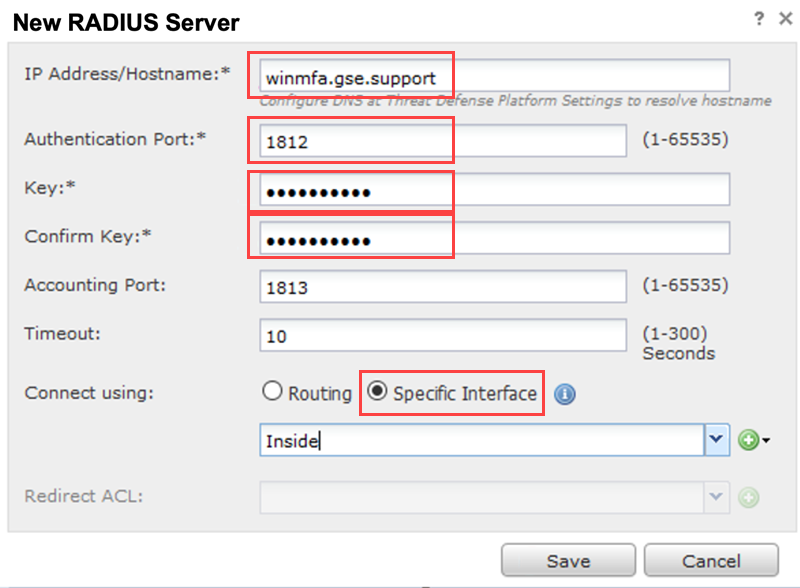 New RADIUS Server
? ×
IP Address/Hostname:* winmfa.gse.support
Configure DNS at Threat Defense Platform Settings to resolve hostname
Authentication Port:* 1812 (1-65535)
Key:* ••••••••••
Confirm Key:* ••••••••••
Accounting Port: 1813 (1-65535)
Timeout: 10 (1-300)
Seconds
Connect using: Routing Specific Interface i
Inside
Redirect ACL:
Save Cancel